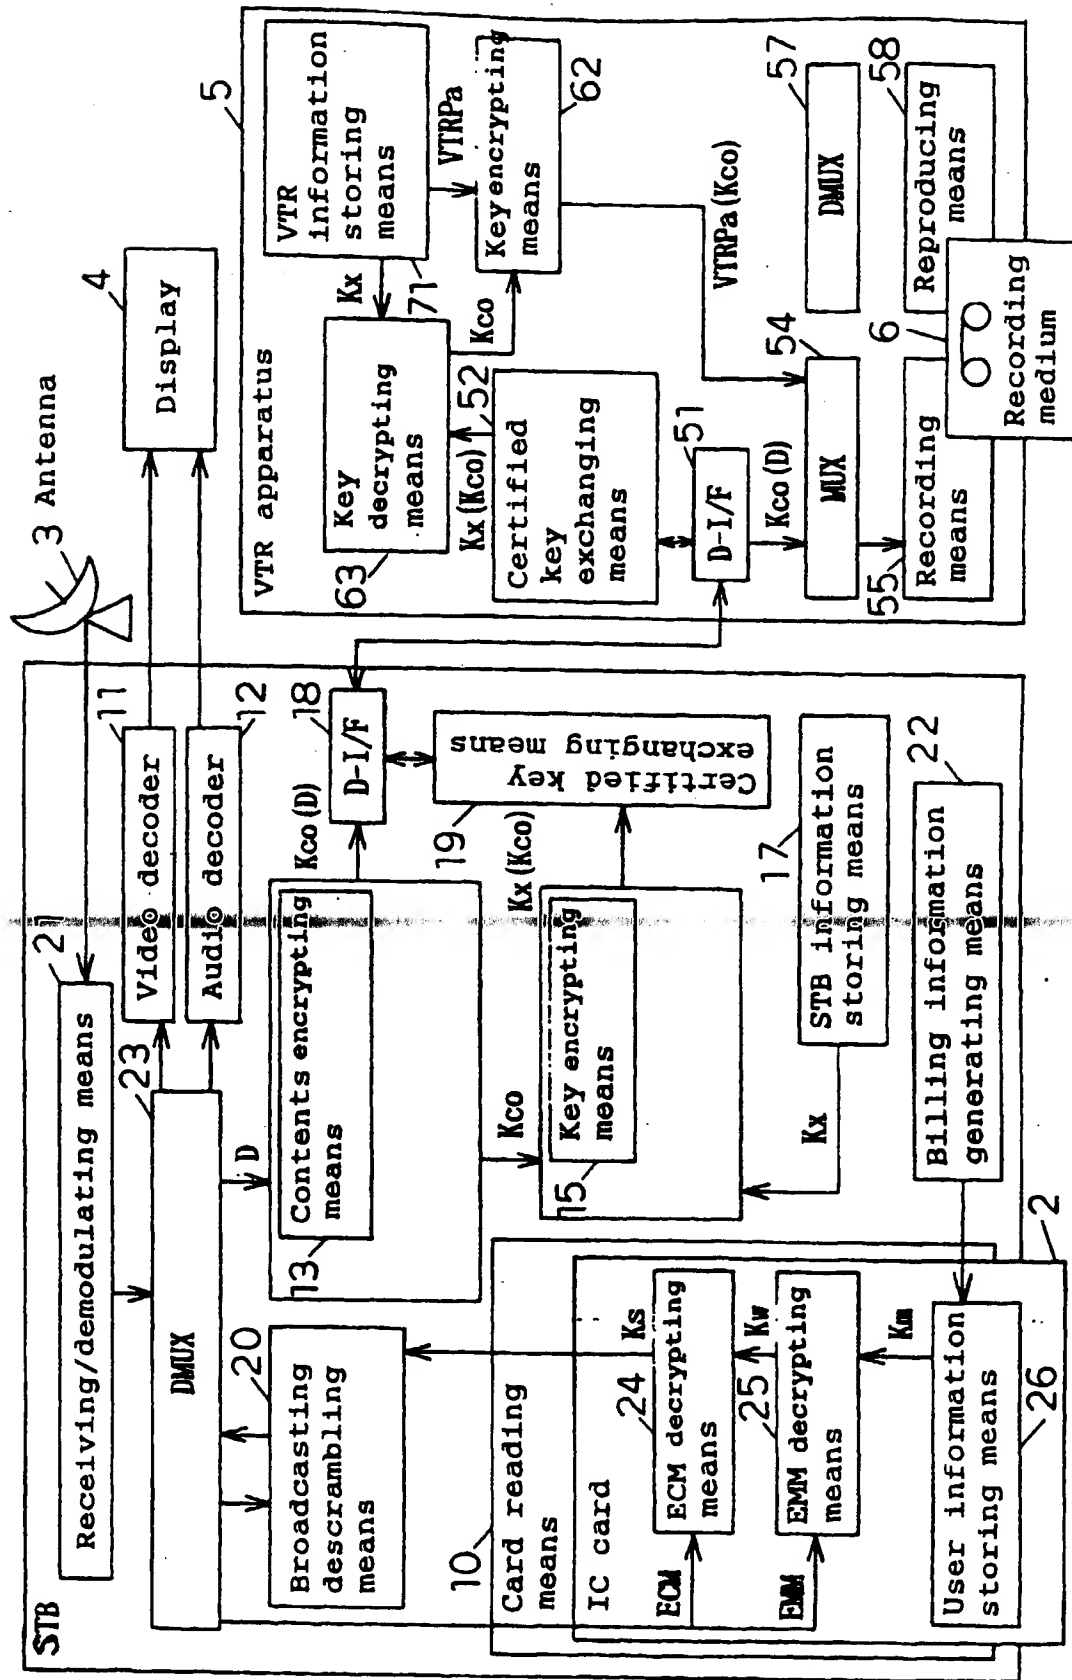 STB
Receiving/demodulating means
21
3
Antenna
DMUX
23
Video decoder
11
Audio decoder
12
4
Display
Broadcasting
descrambling
means
20
D
Contents encrypting
means
13
Kco(D)
18
D-I/F
Kco
Key encrypting
means
15
Kx(Kco)
19
Certified key
exchanging means
Kx
17
STB information
storing means
22
Billing information
generating means
10
Card reading
means
IC card
2
ECM
EMM
24
ECM decrypting
means
Ks
25
EMM decrypting
means
Kw
Km
User information
storing means
26
5
VTR apparatus
VTR
information
storing
means
71
VTRPa
Kx
Key
decrypting
means
63
Kco
Key encrypting
means
62
Kx(Kco)
52
Certified
key
exchanging
means
51
D-I/F
Kco(D)
VTRPa(Kco)
54
MUX
57
DMUX
55
Recording
means
58
Reproducing
means
6
Recording
medium